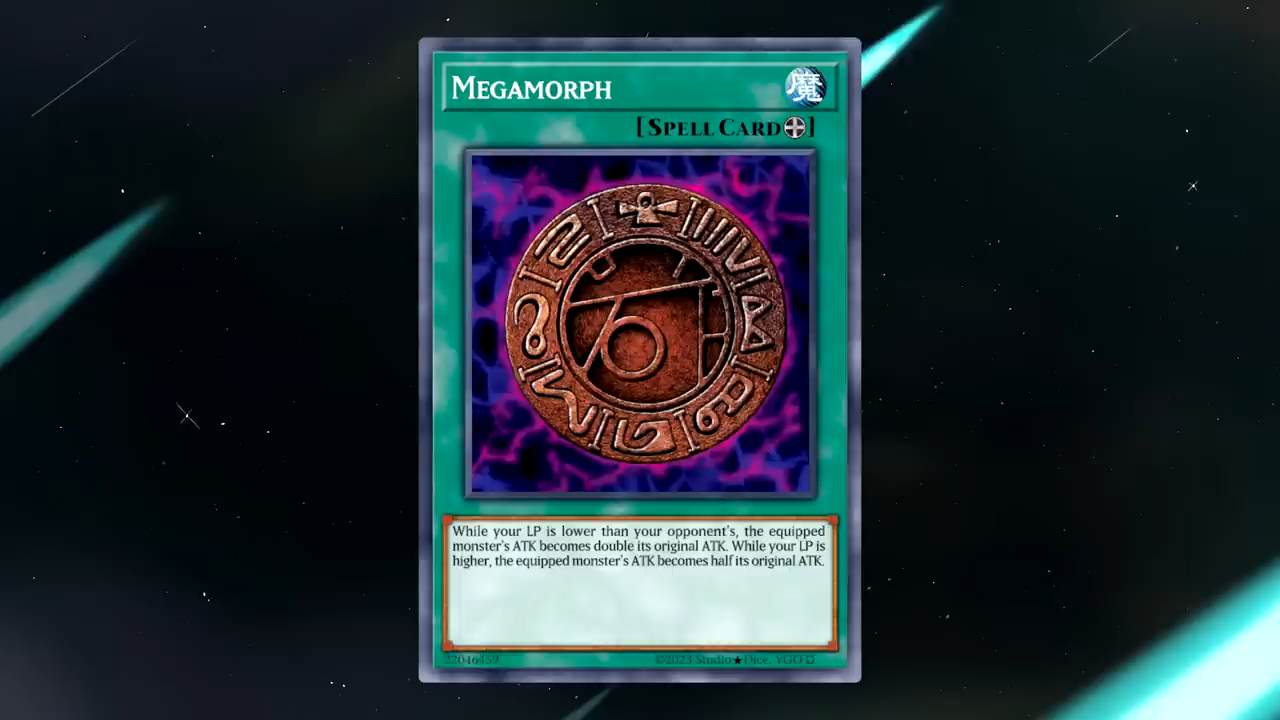 MEGAMORPH
魔
[SPELL CARD]
While your LP is lower than your opponent's, the equipped
monster's ATK becomes double its original ATK. While your LP is
higher, the equipped monster's ATK becomes half its original ATK.
22046459
©2023 Studio★Dice, YGO